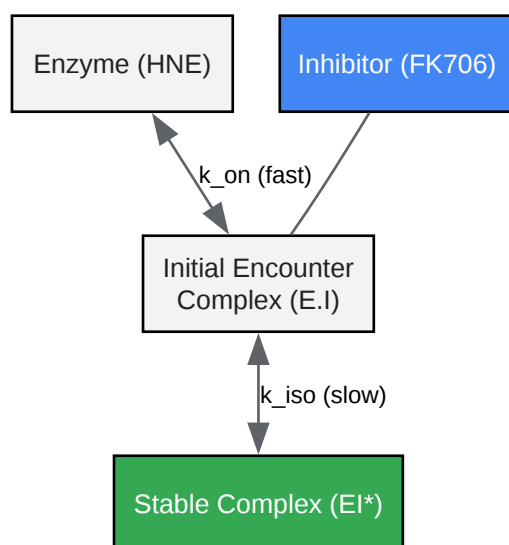 Enzyme (HNE)
Inhibitor (FK706)
k_on (fast)
Initial Encounter
Complex (E.I)
k_iso (slow)
Stable Complex (EI*)